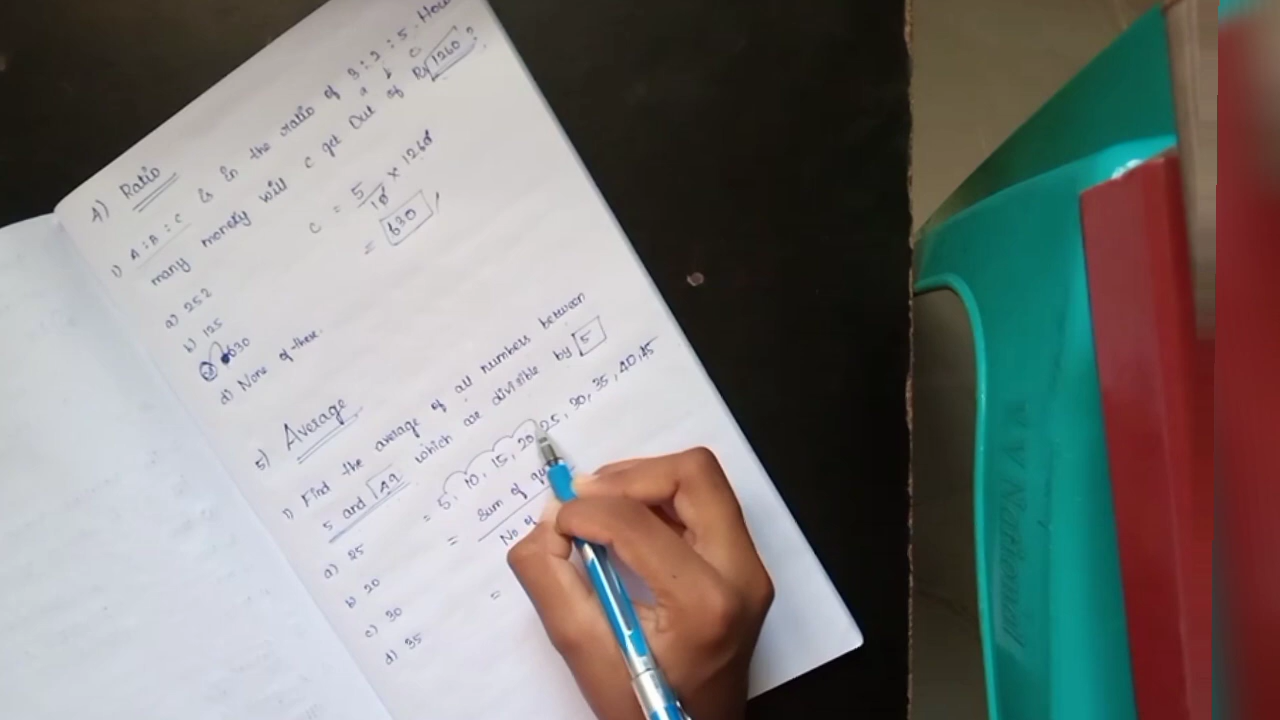 4) Ratio
1) A : B : C is in the ratio of 3 : 2 : 5. How
a b c
many money will c get Out of Rs 1260 ?
C = 5/10 × 1260
= 630
a) 252
b) 125
630
d) None of these.
5) Average
1) Find the average of all numbers between
5 and which are divisible by 5
= 5, 10, 15, 20, 25, 30, 35, 40, 45
= Sum of
No of
=
a) 25
b) 20
c) 30
d) 35
V V National